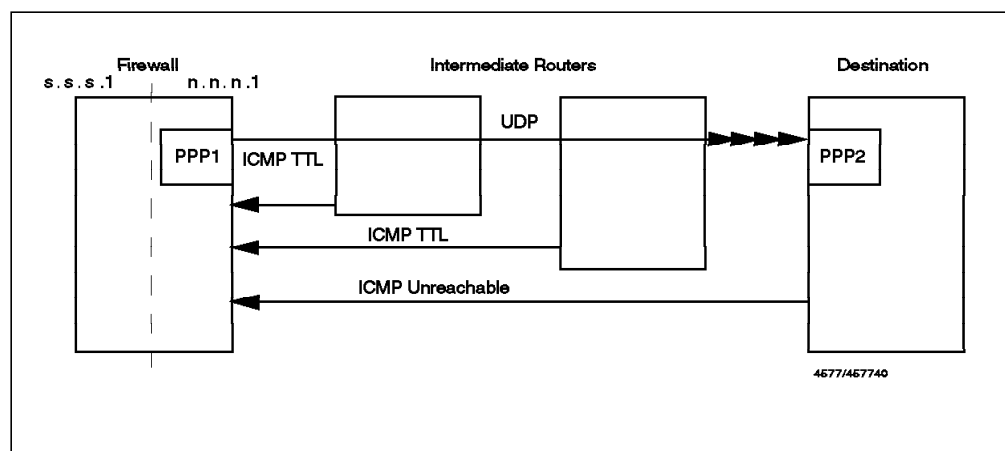 Firewall
Intermediate Routers
Destination
s.s.s.1
n.n.n.1
UDP
PPP1
PPP2
ICMP TTL
ICMP TTL
ICMP Unreachable
4577/457740